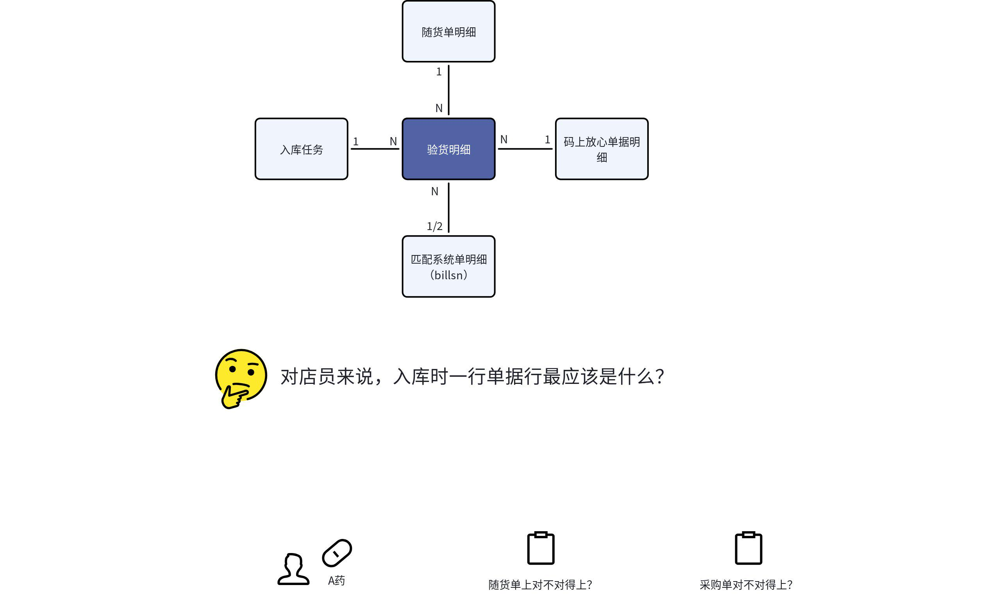 随货单明细
1
N
入库任务
1
N
验货明细
N
1
码上放心单据明
细
N
1/2
匹配系统单明细
（billsn）
对店员来说，入库时一行单据行最应该是什么？
A药
随货单上对不对得上？
采购单对不对得上？